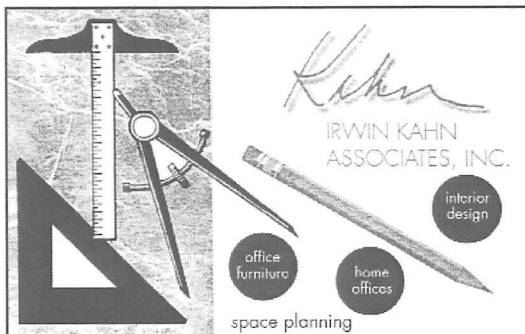 Kahn
IRWIN KAHN
ASSOCIATES, INC.
interior
design
office
furniture
home
offices
space planning